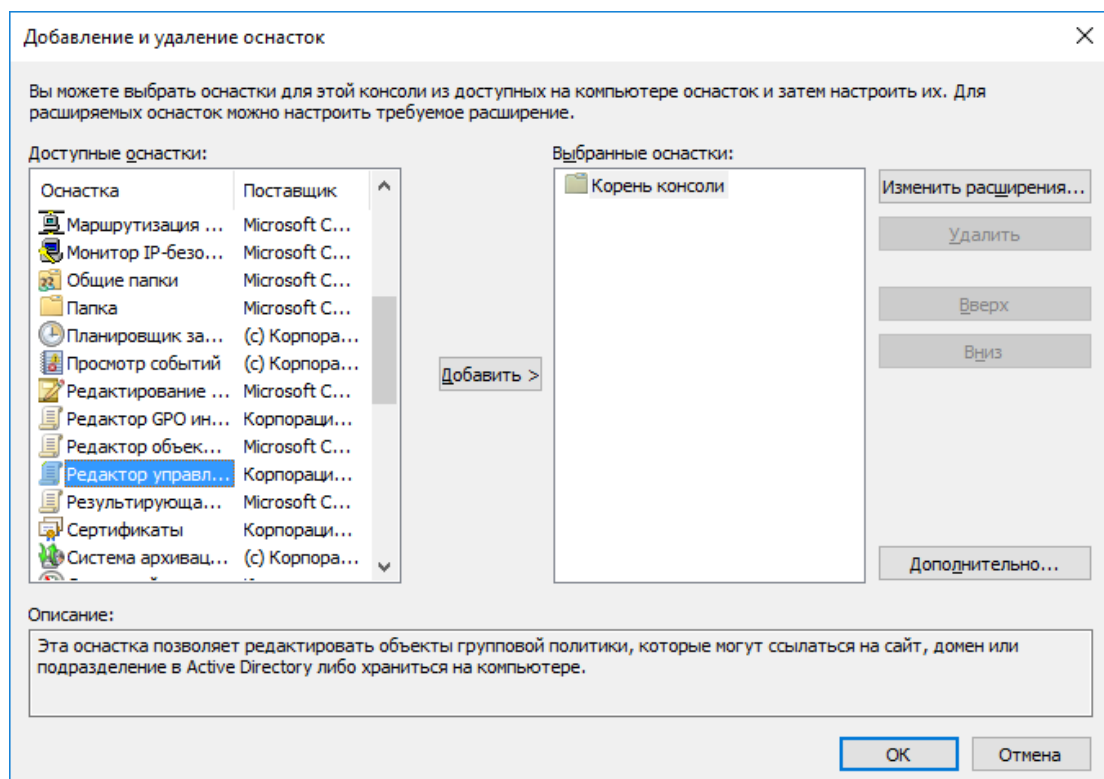 Добавление и удаление оснасток
Вы можете выбрать оснастки для этой консоли из доступных на компьютере оснасток и затем настроить их. Для
расширяемых оснасток можно настроить требуемое расширение.
Доступные оснастки:
Оснастка Поставщик
Маршрутизация ... Microsoft C...
Монитор IP-безо... Microsoft C...
Общие папки Microsoft C...
Папка Microsoft C...
Планировщик за... (c) Корпора...
Просмотр событий (c) Корпора...
Редактирование ... Microsoft C...
Редактор GPO ин... Корпораци...
Редактор объек... Microsoft C...
Редактор управл... Корпораци...
Результирующа... Microsoft C...
Сертификаты Корпораци...
Система архивац... (c) Корпора...
Добавить >
Выбранные оснастки:
Корень консоли
Изменить расширения...
Удалить
Вверх
Вниз
Дополнительно...
Описание:
Эта оснастка позволяет редактировать объекты групповой политики, которые могут ссылаться на сайт, домен или
подразделение в Active Directory либо храниться на компьютере.
ОК Отмена